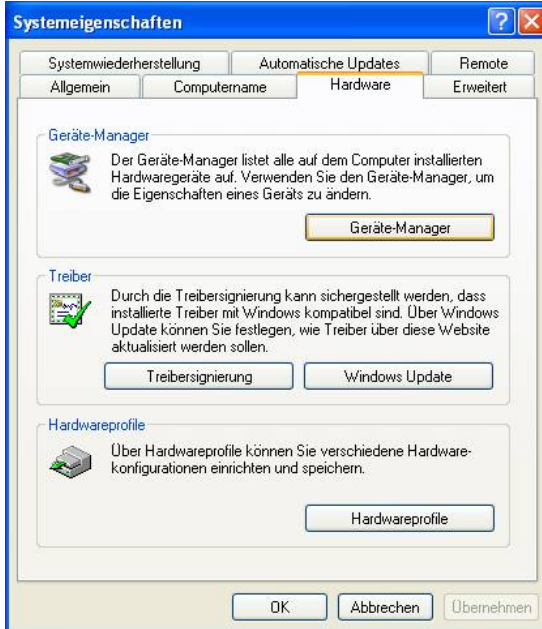 Systemeigenschaften
Systemwiederherstellung Automatische Updates Remote
Allgemein Computername Hardware Erweitert
Geräte-Manager
Der Geräte-Manager listet alle auf dem Computer installierten
Hardwaregeräte auf. Verwenden Sie den Geräte-Manager, um
die Eigenschaften eines Geräts zu ändern.
Geräte-Manager
Treiber
Durch die Treibersignierung kann sichergestellt werden, dass
installierte Treiber mit Windows kompatibel sind. Über Windows
Update können Sie festlegen, wie Treiber über diese Website
aktualisiert werden sollen.
Treibersignierung Windows Update
Hardwareprofile
Über Hardwareprofile können Sie verschiedene Hardware-
konfigurationen einrichten und speichern.
Hardwareprofile
OK Abbrechen Übernehmen